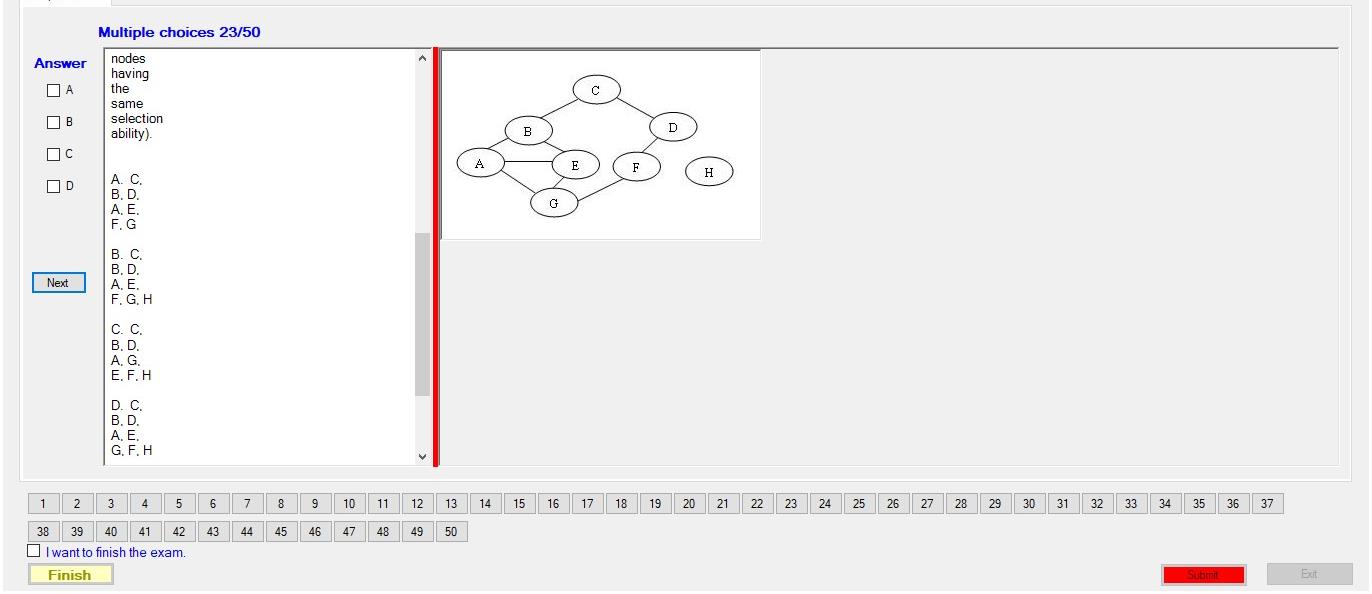 Multiple choices 23/50
Answer
A
B
C
D
Next
nodes
having
the
same
selection
ability).
A. C,
B, D,
A, E,
F, G
B. C,
B, D,
A, E,
F, G, H
C. C,
B, D,
A, G,
E, F, H
D. C,
B, D,
A, E,
G, F, H
C
B
D
A
E
F
H
G
1 2 3 4 5 6 7 8 9 10 11 12 13 14 15 16 17 18 19 20 21 22 23 24 25 26 27 28 29 30 31 32 33 34 35 36 37
38 39 40 41 42 43 44 45 46 47 48 49 50
I want to finish the exam.
Finish
Submit
Exit